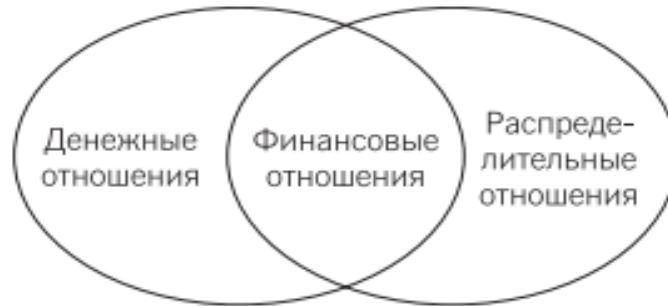 Денежные
отношения
Финансовые
отношения
Распреде-
лительные
отношения